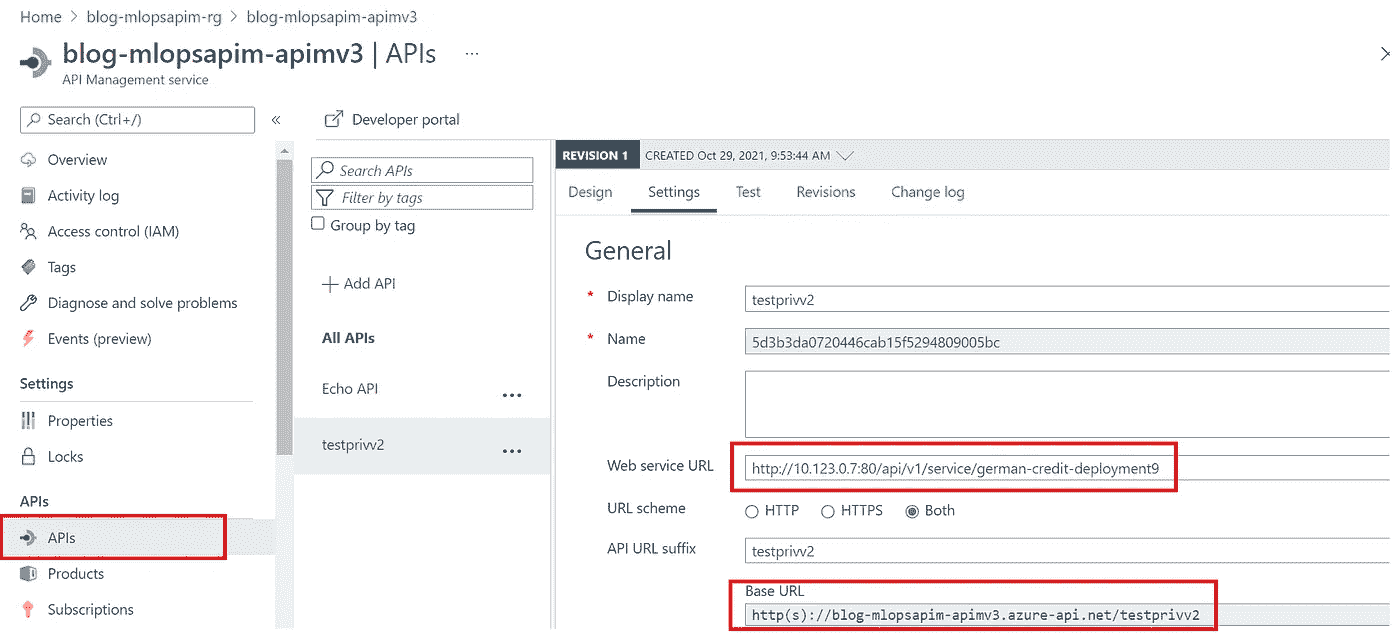 Home > blog-mlopsapim-rg > blog-mlopsapim-apimv3
blog-mlopsapim-apimv3 | APIs ...
API Management service
Search (Ctrl+/)
«
Overview
Activity log
Access control (IAM)
Tags
Diagnose and solve problems
Events (preview)
Settings
Properties
Locks
APIs
APIs
Products
Subscriptions
Developer portal
Search APIs
Filter by tags
Group by tag
+ Add API
All APIs
Echo API ...
testprivv2 ...
REVISION 1 CREATED Oct 29, 2021, 9:53:44 AM
Design Settings Test Revisions Change log
General
* Display name testprivv2
* Name 5d3b3da0720446cab15f5294809005bc
Description
Web service URL http://10.123.0.7:80/api/v1/service/german-credit-deployment9
URL scheme HTTP HTTPS Both
API URL suffix testprivv2
Base URL
http(s)://blog-mlopsapim-apimv3.azure-api.net/testprivv2